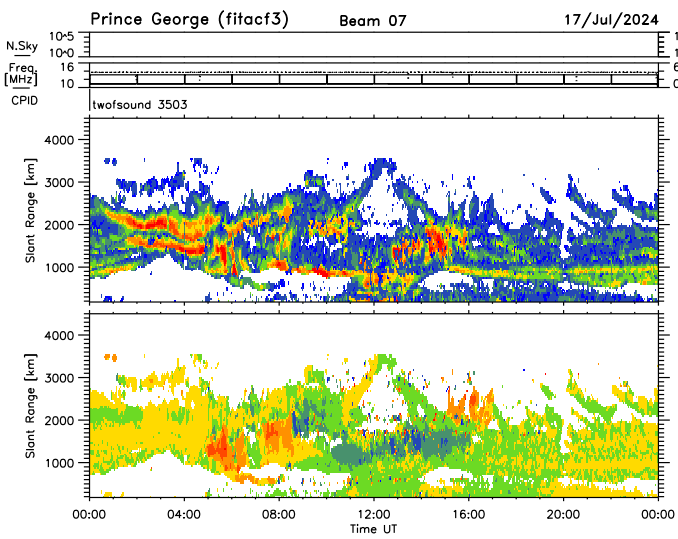 Prince George (fitacf3) Beam 07 17/Jul/2024
N.Sky 10^5 10^0
Freq. [MHz] 16 10 6
CPID twofsound 3503
Slant Range [km] 4000 3000 2000 1000
Slant Range [km] 4000 3000 2000 1000
00:00 04:00 08:00 12:00 16:00 20:00 00:00
Time UT